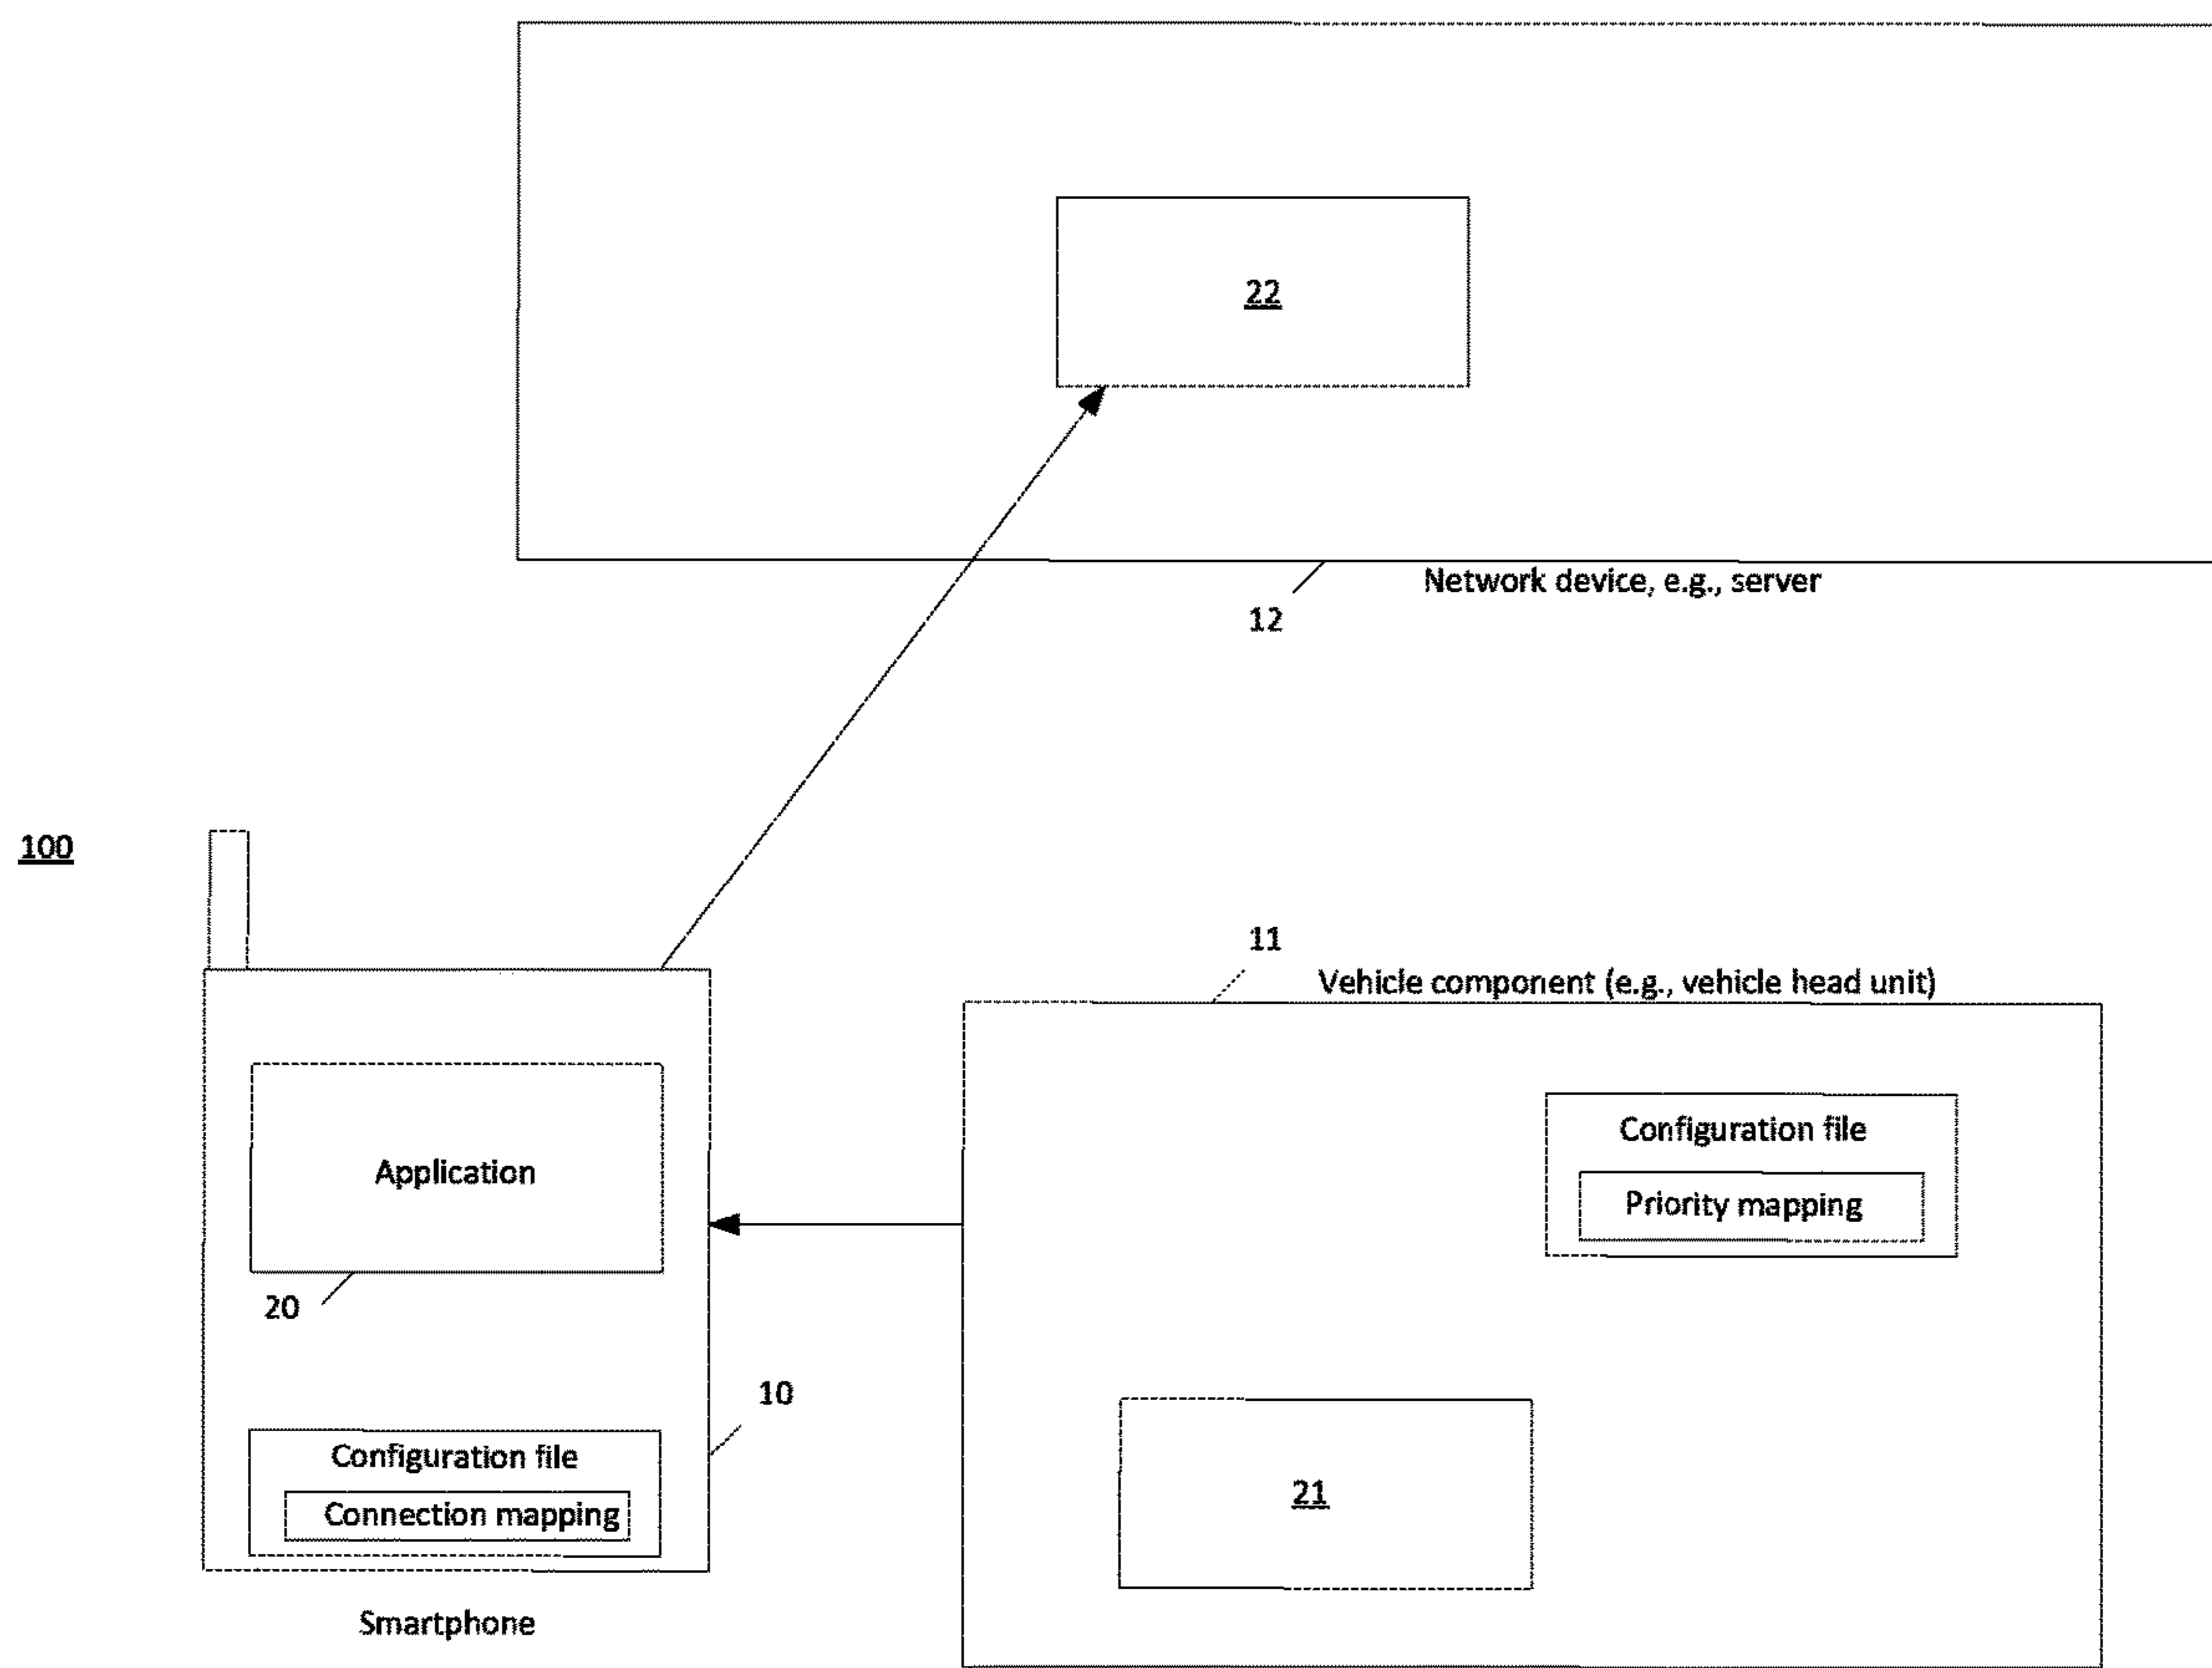 22
Network device, e.g., server
12
100
11
Vehicle component (e.g., vehicle head unit)
Configuration file
Priority mapping
Application
20
10
Configuration file
Connection mapping
21
Smartphone